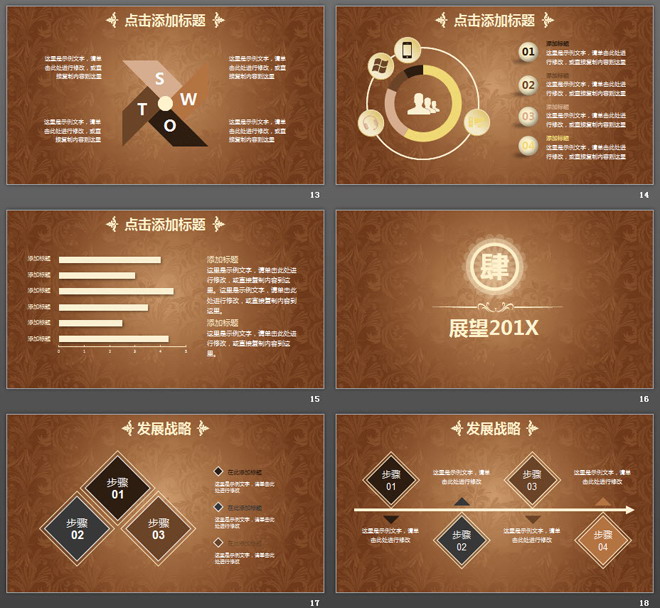 点击添加标题
这里是示例文字，请单
击此处进行修改，或直
接复制内容到这里
这里是示例文字，请单
击此处进行修改，或直
接复制内容到这里
S
W
T
O
这里是示例文字，请单
击此处进行修改，或直
接复制内容到这里
这里是示例文字，请单
击此处进行修改，或直
接复制内容到这里
13
点击添加标题
01
添加标题
这里是示例文字，请单击此处进
行修改，或直接复制内容到这里
02
添加标题
这里是示例文字，请单击此处进
行修改，或直接复制内容到这里
03
添加标题
这里是示例文字，请单击此处进
行修改，或直接复制内容到这里
04
添加标题
这里是示例文字，请单击此处进
行修改，或直接复制内容到这里
14
点击添加标题
添加标题
添加标题
添加标题
添加标题
添加标题
添加标题
0 1 2 3 4 5
添加标题
这里是示例文字，请单击此处进
行修改，或直接复制内容到这
里。这里是示例文字，请单击此
处进行修改，或直接复制内容到
这里。
添加标题
这里是示例文字，请单击此处进
行修改，或直接复制内容到这
里。
15
肆
展望201X
16
发展战略
步骤
01
步骤
02
步骤
03
在此添加标题
这里是示例文字，请单击此
处进行修改
在此添加标题
这里是示例文字，请单击此
处进行修改
在此添加标题
这里是示例文字，请单击此
处进行修改
17
发展战略
步骤
01
这里是示例文字，请单
击此处进行修改
步骤
03
这里是示例文字，请单
击此处进行修改
这里是示例文字，请单
击此处进行修改
步骤
02
这里是示例文字，请单
击此处进行修改
步骤
04
18